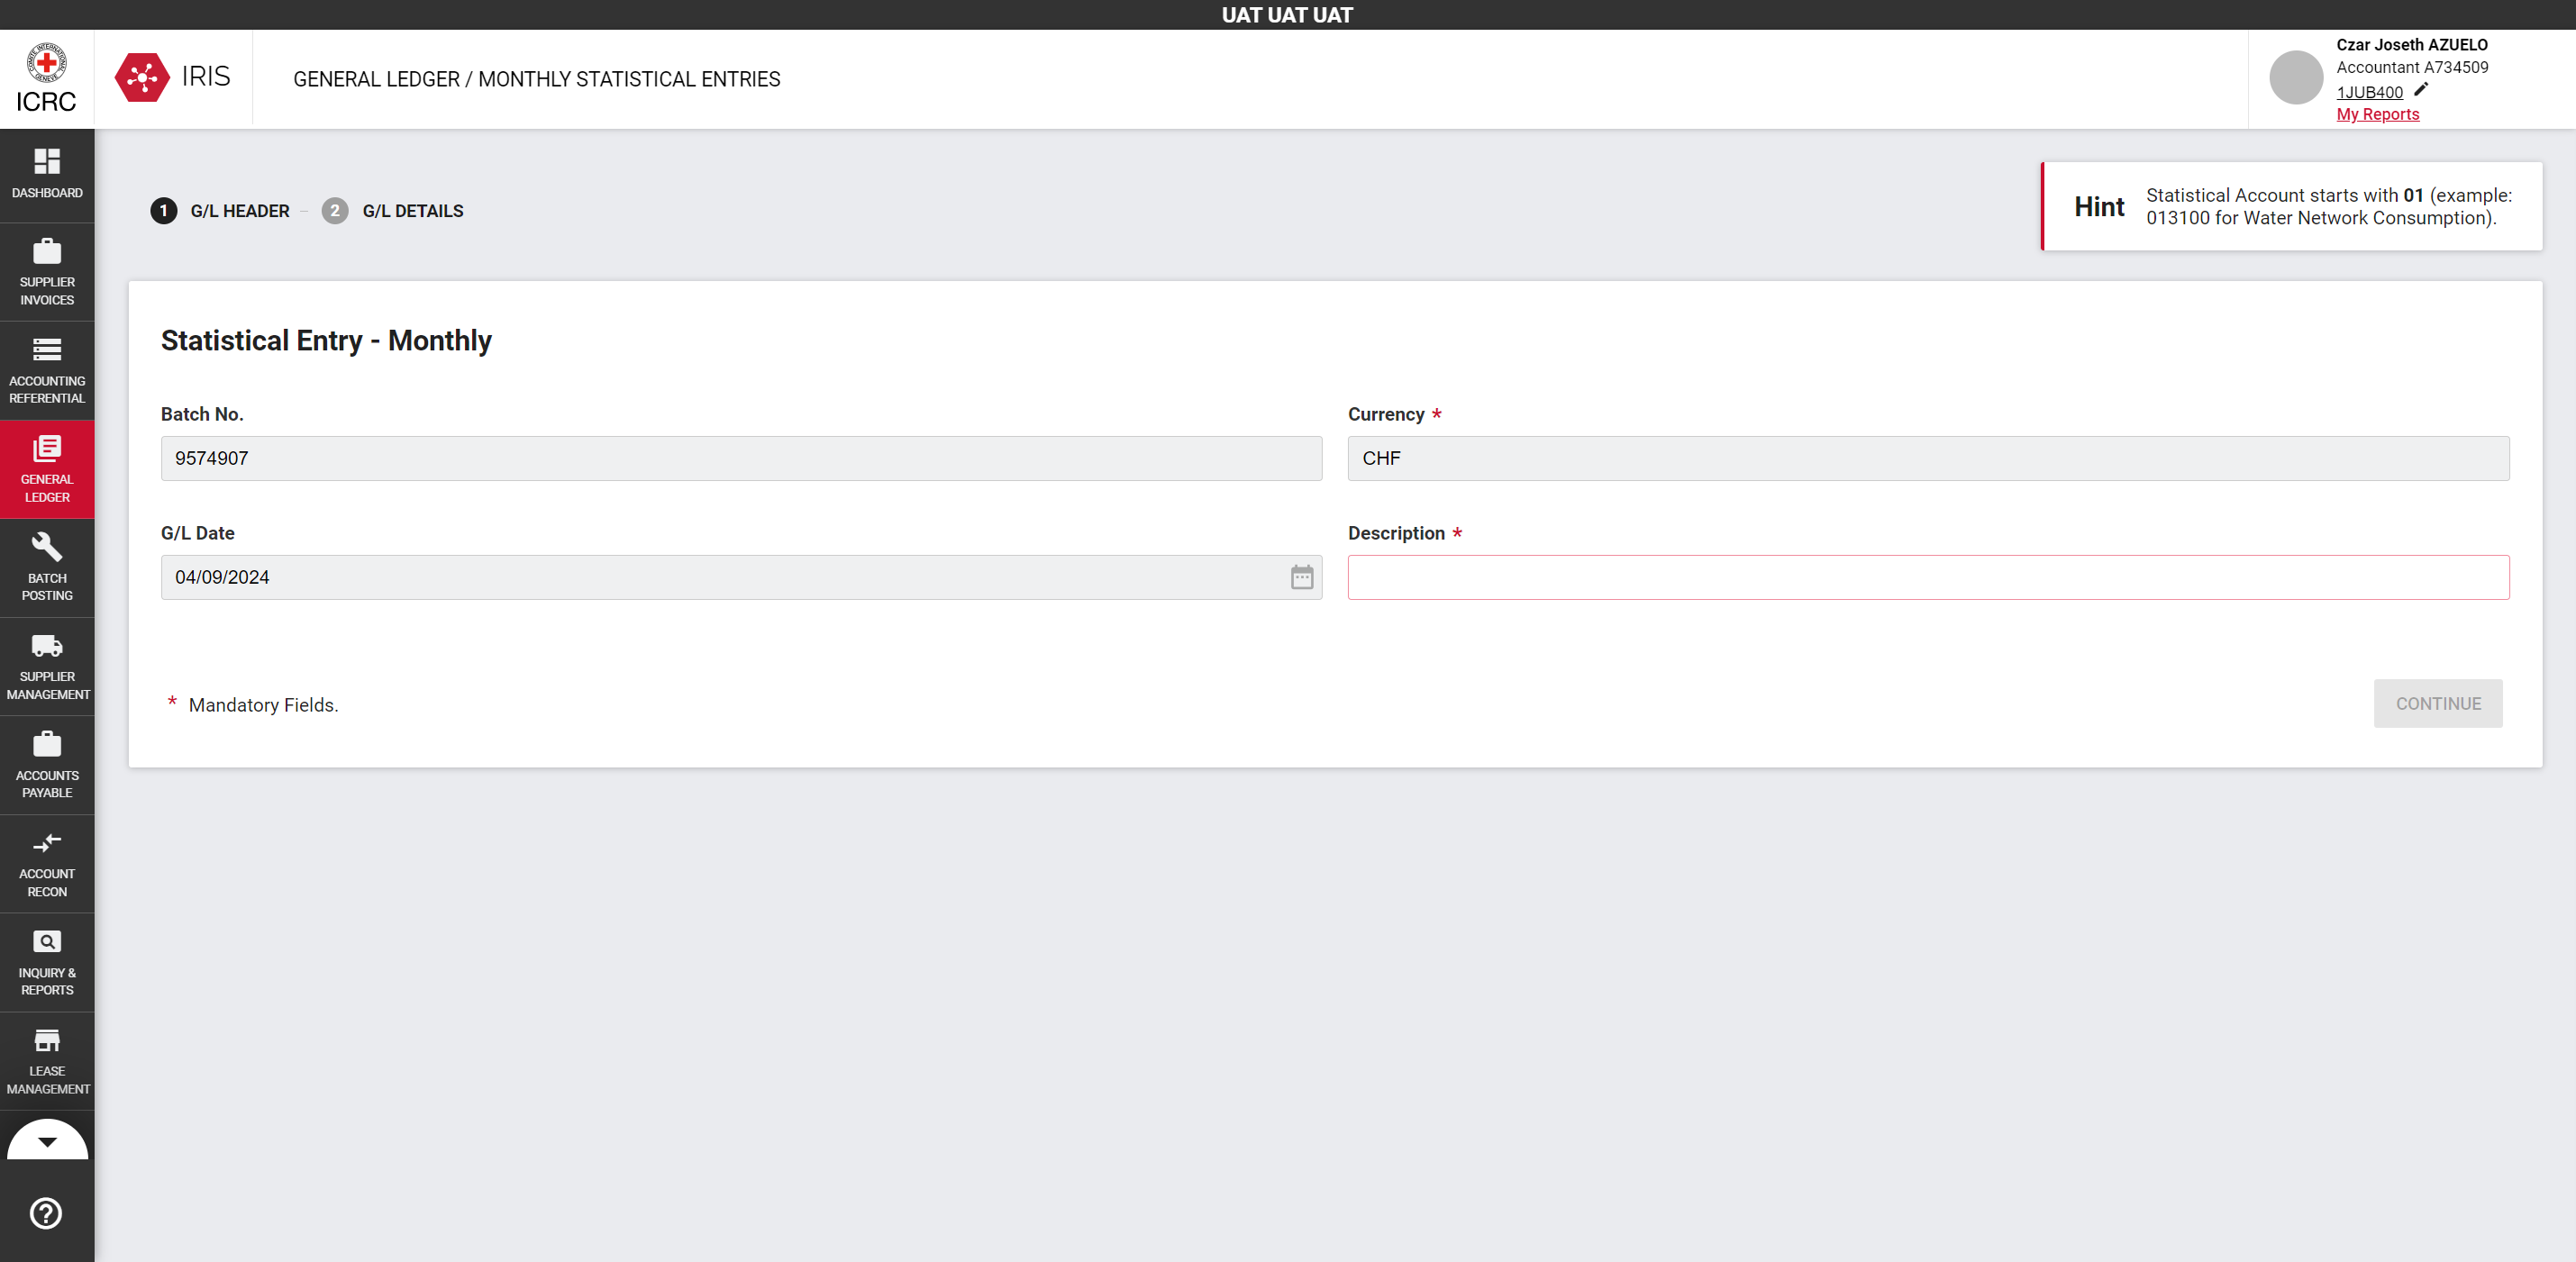 UAT UAT UAT
COMITE INTERNATIONAL GENEVE
ICRC
IRIS
GENERAL LEDGER / MONTHLY STATISTICAL ENTRIES
Czar Joseth AZUELO
Accountant A734509
1JUB400
My Reports
DASHBOARD
SUPPLIER
INVOICES
ACCOUNTING
REFERENTIAL
GENERAL
LEDGER
BATCH
POSTING
SUPPLIER
MANAGEMENT
ACCOUNTS
PAYABLE
ACCOUNT
RECON
INQUIRY &
REPORTS
LEASE
MANAGEMENT
1 G/L HEADER – 2 G/L DETAILS
Hint
Statistical Account starts with 01 (example:
013100 for Water Network Consumption).
Statistical Entry - Monthly
Batch No.
9574907
Currency *
CHF
G/L Date
04/09/2024
Description *
* Mandatory Fields.
CONTINUE